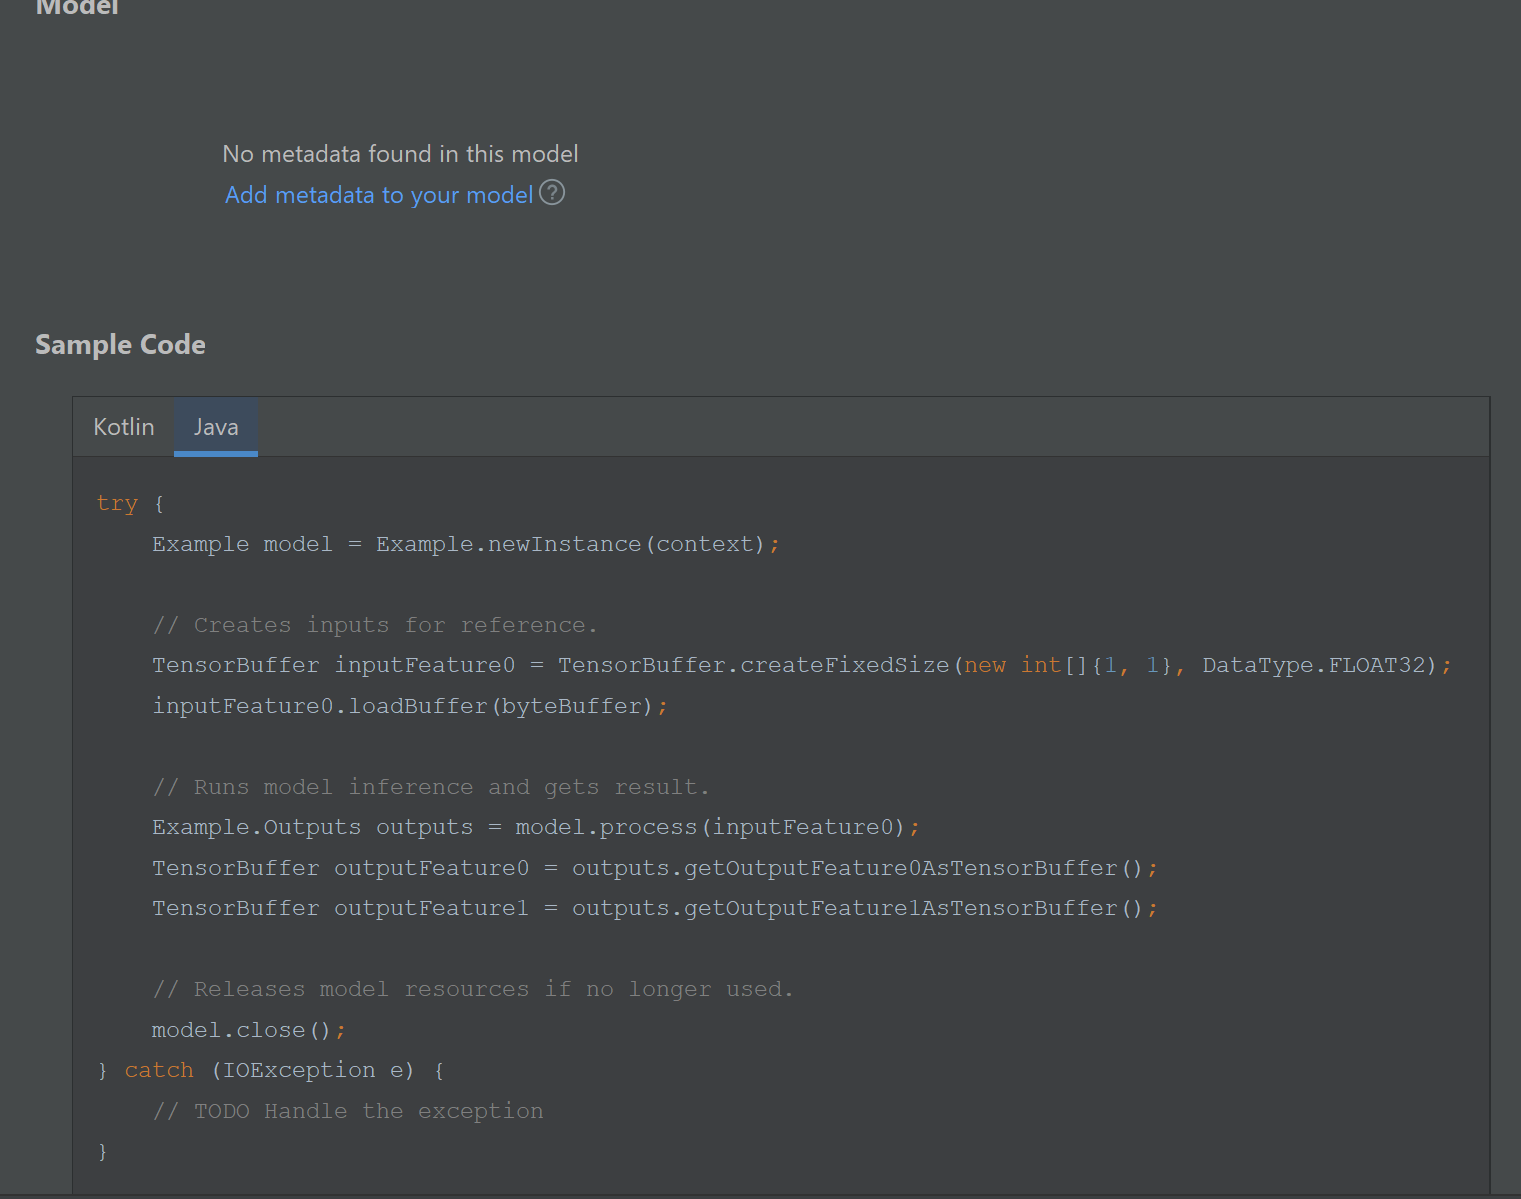 Model
No metadata found in this model
Add metadata to your model ?
Sample Code
Kotlin Java
try {
    Example model = Example.newInstance(context);
    // Creates inputs for reference.
    TensorBuffer inputFeature0 = TensorBuffer.createFixedSize(new int[]{1, 1}, DataType.FLOAT32);
    inputFeature0.loadBuffer(byteBuffer);
    // Runs model inference and gets result.
    Example.Outputs outputs = model.process(inputFeature0);
    TensorBuffer outputFeature0 = outputs.getOutputFeature0AsTensorBuffer();
    TensorBuffer outputFeature1 = outputs.getOutputFeature1AsTensorBuffer();
    // Releases model resources if no longer used.
    model.close();
} catch (IOException e) {
    // TODO Handle the exception
}